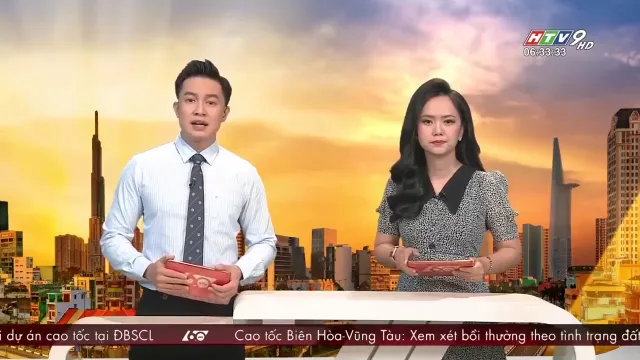 HTV9 HD
06:33:33
i dự án cao tốc tại ĐBSCL 60 Cao tốc Biên Hòa-Vũng Tàu: Xem xét bồi thường theo tình trạng đất